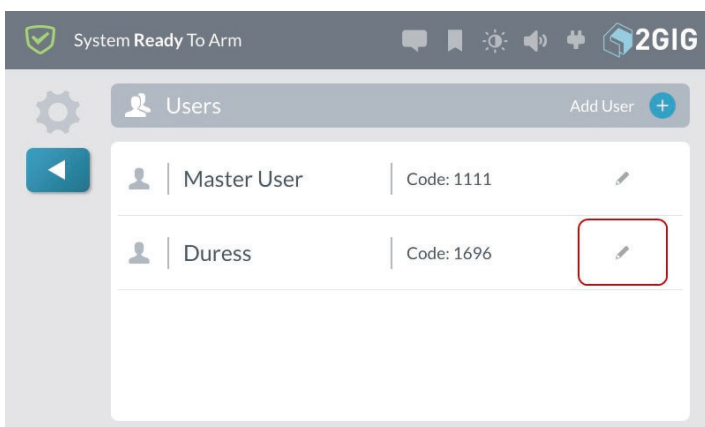 System Ready To Arm
2GIG
Users
Add User
Master User
Code: 1111
Duress
Code: 1696